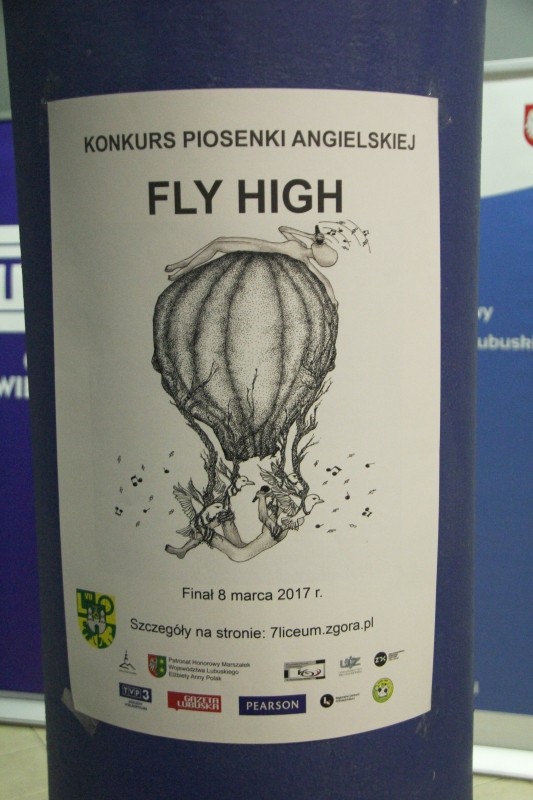 KONKURS PIOSENKI ANGIELSKIEJ
FLY HIGH
Finał 8 marca 2017 r.
Szczegóły na stronie: 7liceum.zgora.pl
VII
Patronat Honorowy Marszałek
Województwa Lubuskiego
Elżbiety Anny Polak
TVP3
GAZETA
LUBUSKA
PEARSON